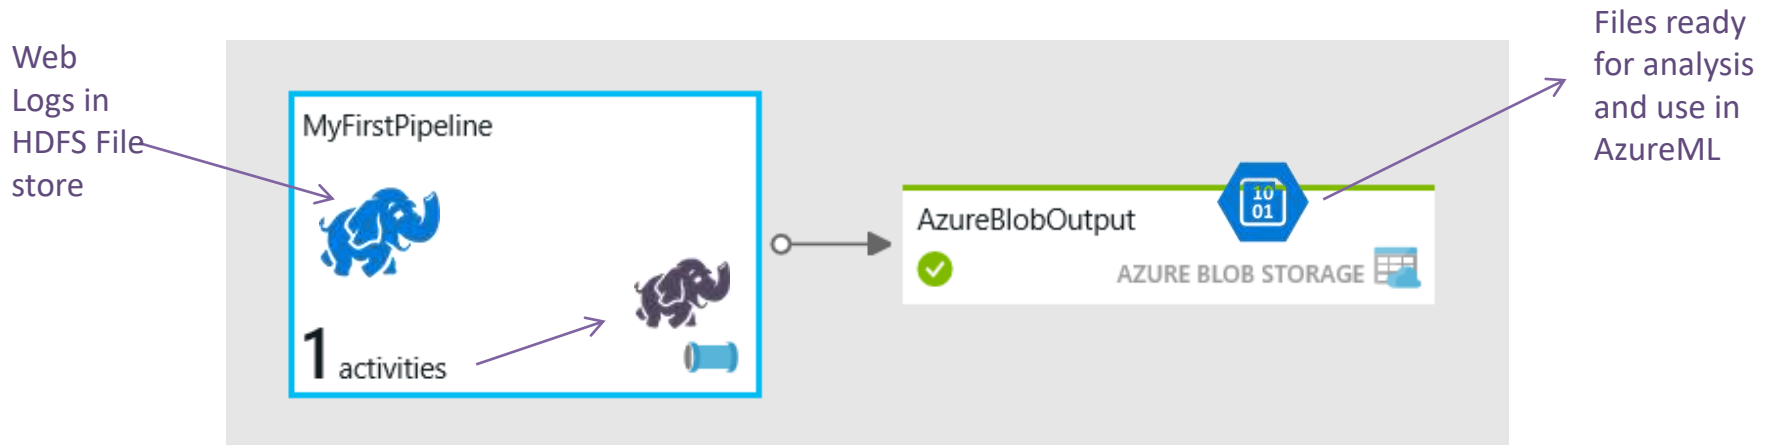 Web
Logs in
HDFS File
store
MyFirstPipeline
1 activities
AzureBlobOutput
10
01
AZURE BLOB STORAGE
Files ready
for analysis
and use in
AzureML